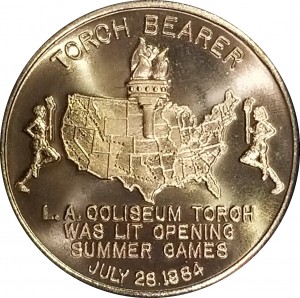 TORCH BEARER
L.A. COLISEUM TORCH
WAS LIT OPENING
SUMMER GAMES
JULY 28.1984